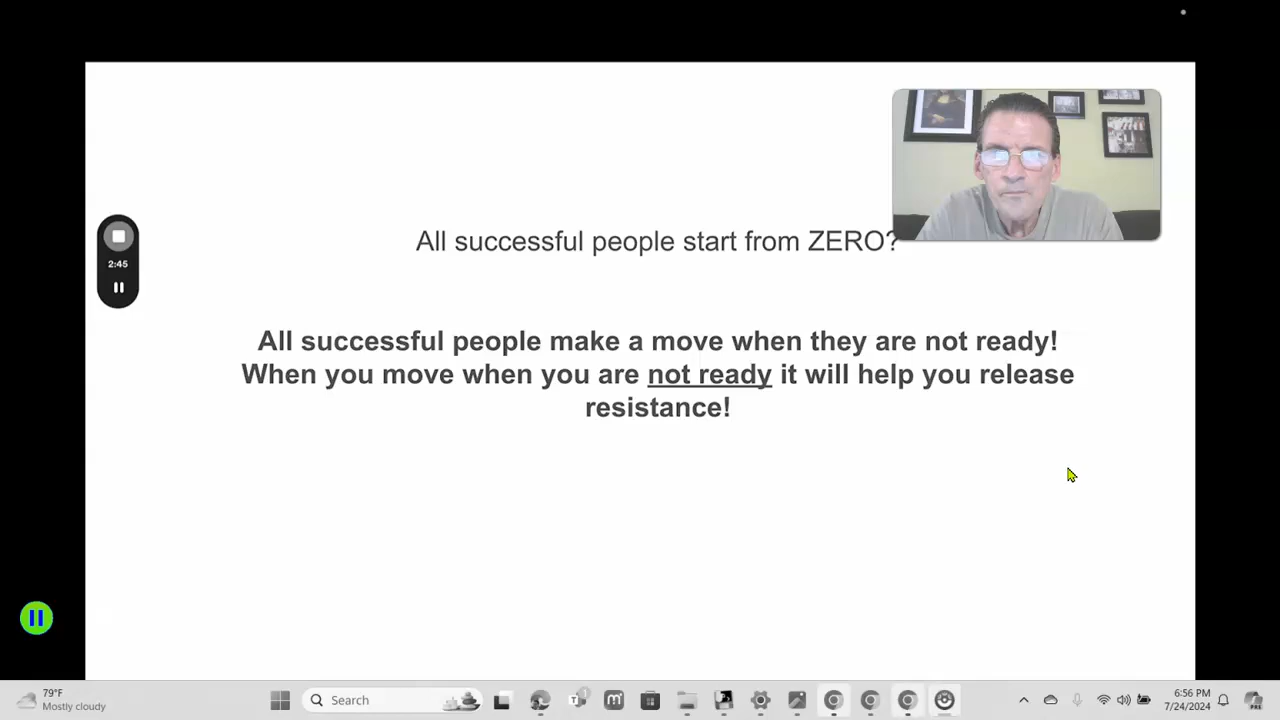 All successful people start from ZERO?
2:45
All successful people make a move when they are not ready!
When you move when you are not ready it will help you release
resistance!
79°F
Mostly cloudy
Search
1
6:56 PM
7/24/2024
PRE